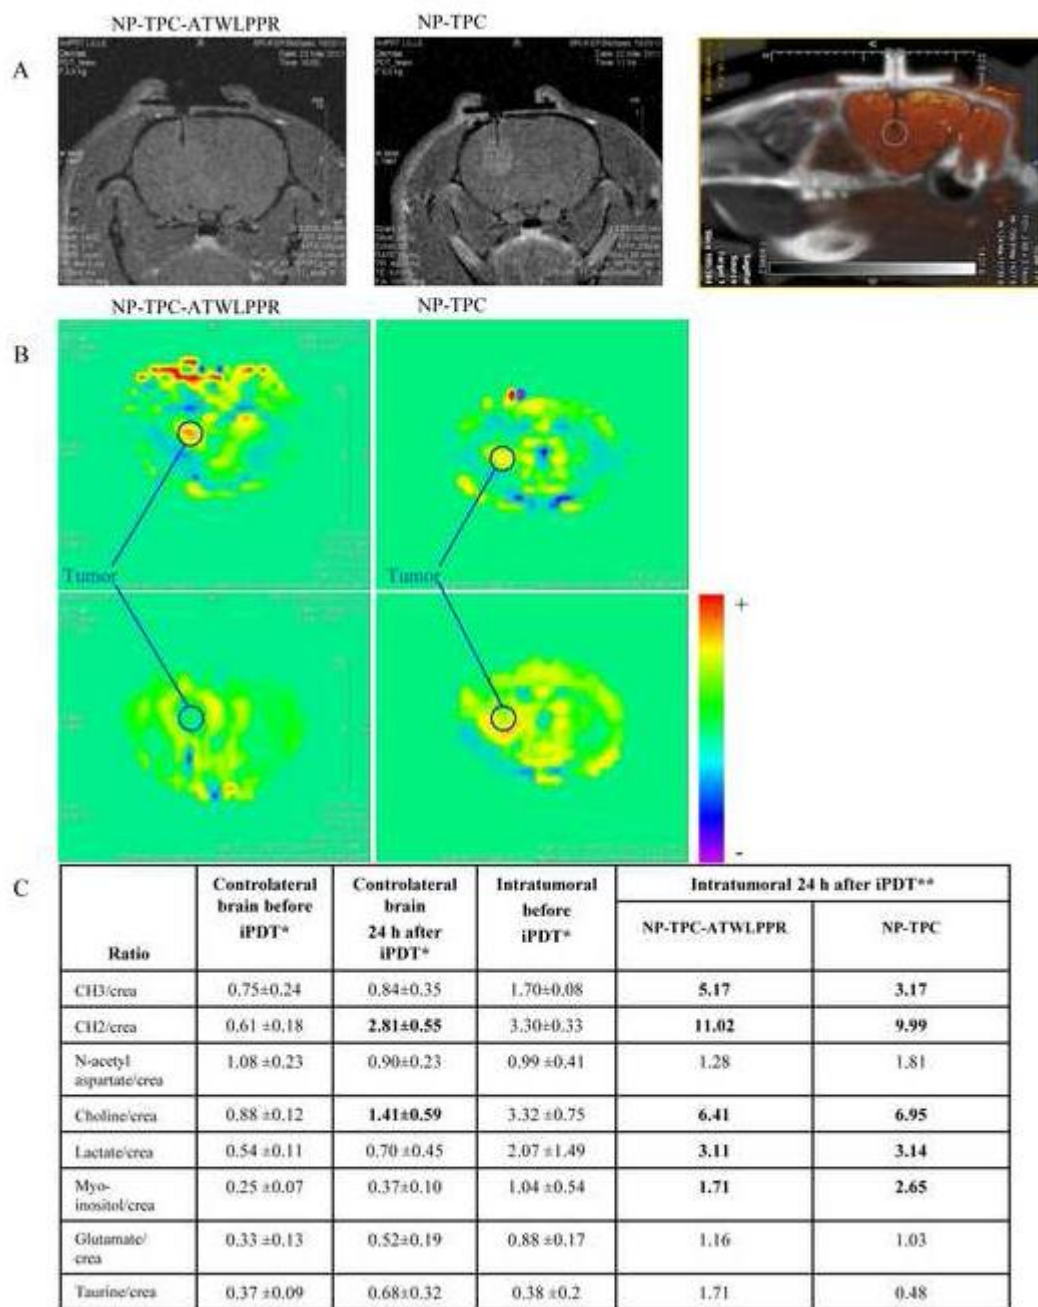 NP-TPC-ATWLPPR NP-TPC
A
NP-TPC-ATWLPPR NP-TPC
B
Tumor Tumor
+
-
C
Controlateral Controlateral Intratumoral Intratumoral 24 h after iPDT**
brain before brain before
iPDT* 24 h after iPDT* NP-TPC-ATWLPPR NP-TPC
Ratio iPDT*
CH3/crea 0.75±0.24 0.84±0.35 1.70±0.08 5.17 3.17
CH2/crea 0.61 ±0.18 2.81±0.55 3.30±0.33 11.02 9.99
N-acetyl 1.08 ±0.23 0.90±0.23 0.99 ±0.41 1.28 1.81
aspartate/crea
Choline/crea 0.88 ±0.12 1.41±0.59 3.32 ±0.75 6.41 6.95
Lactate/crea 0.54 ±0.11 0.70 ±0.45 2.07 ±1.49 3.11 3.14
Myo- 0.25 ±0.07 0.37±0.10 1.04 ±0.54 1.71 2.65
inositol/crea
Glutamate/ 0.33 ±0.13 0.52±0.19 0.88 ±0.17 1.16 1.03
crea
Taurine/crea 0.37 ±0.09 0.68±0.32 0.38 ±0.2 1.71 0.48